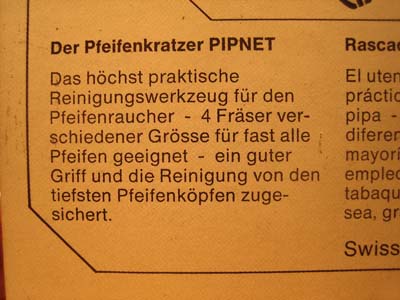 Der Pfeifenkratzer PIPNET
Das höchst praktische
Reinigungswerkzeug für den
Pfeifenraucher - 4 Fräser ver-
schiedener Grösse für fast alle
Pfeifen geeignet - ein guter
Griff und die Reinigung von den
tiefsten Pfeifenköpfen zuge-
sichert.
Rascad
El uten
práctic
pipa -
diferen
mayorí
emplec
tabaqu
sea, gr
Swiss